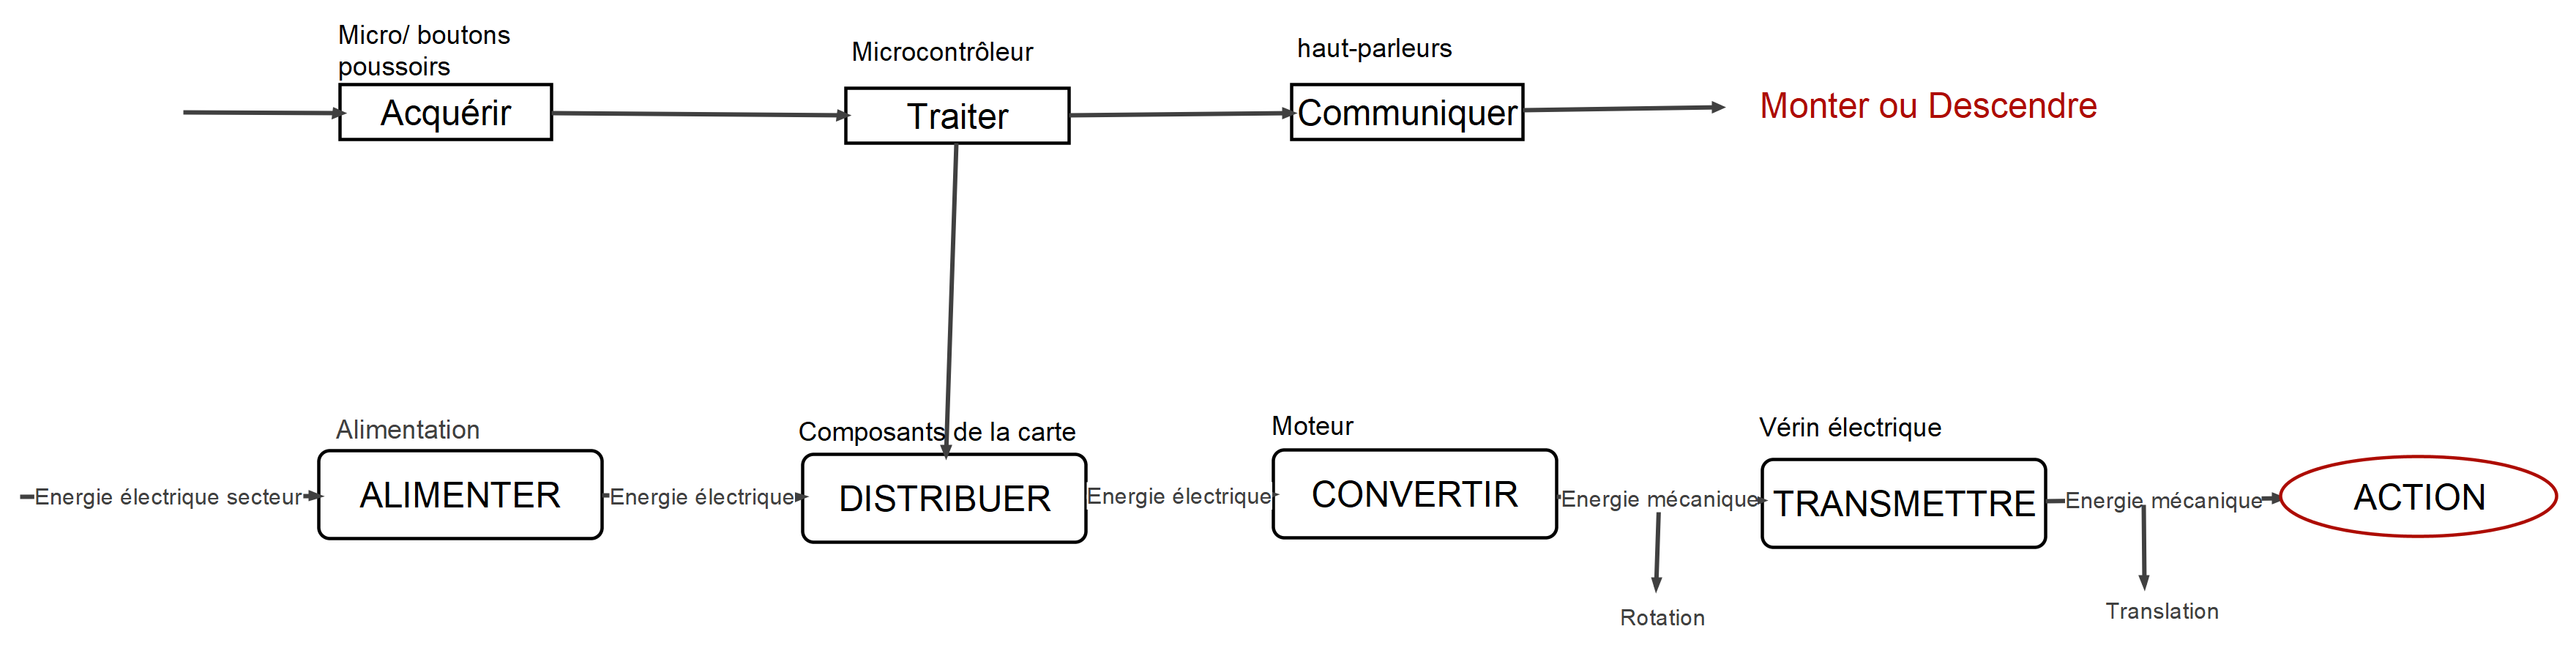 Micro/ boutons
poussoirs
Microcontrôleur
haut-parleurs
Acquérir
Traiter
Communiquer
Monter ou Descendre
Alimentation
Composants de la carte
Moteur
Vérin électrique
Energie électrique secteur
ALIMENTER
Energie électrique
DISTRIBUER
Energie électrique
CONVERTIR
Energie mécanique
TRANSMETTRE
Energie mécanique
ACTION
Rotation
Translation